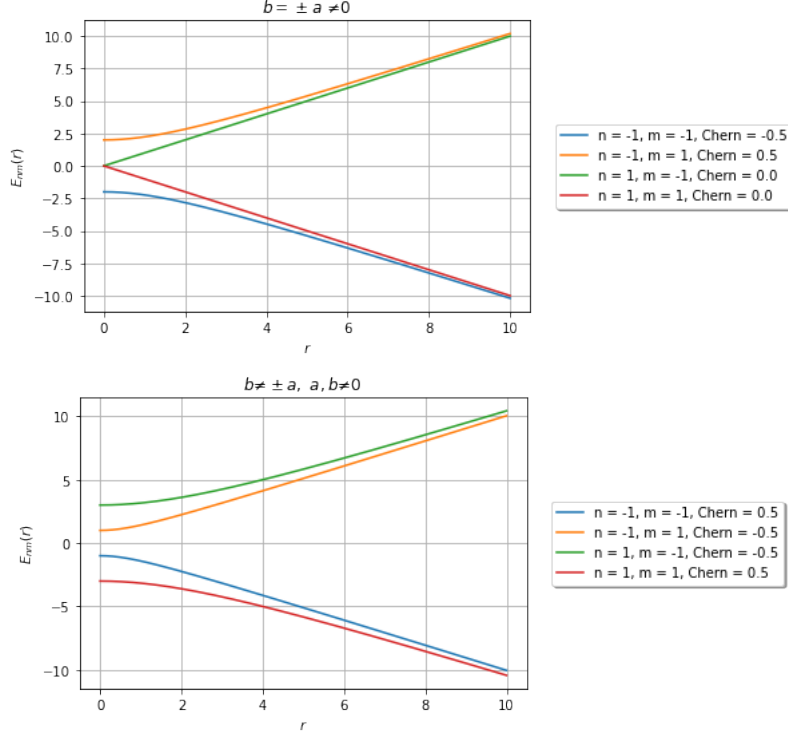 b = ± a ≠0
10.0
7.5
5.0
2.5
0.0
−2.5
−5.0
−7.5
−10.0
E_{nm}(r)
0 2 4 6 8 10
r
n = -1, m = -1, Chern = -0.5
n = -1, m = 1, Chern = 0.5
n = 1, m = -1, Chern = 0.0
n = 1, m = 1, Chern = 0.0
b≠ ± a, a, b≠0
10
5
0
−5
−10
E_{nm}(r)
0 2 4 6 8 10
r
n = -1, m = -1, Chern = 0.5
n = -1, m = 1, Chern = -0.5
n = 1, m = -1, Chern = -0.5
n = 1, m = 1, Chern = 0.5